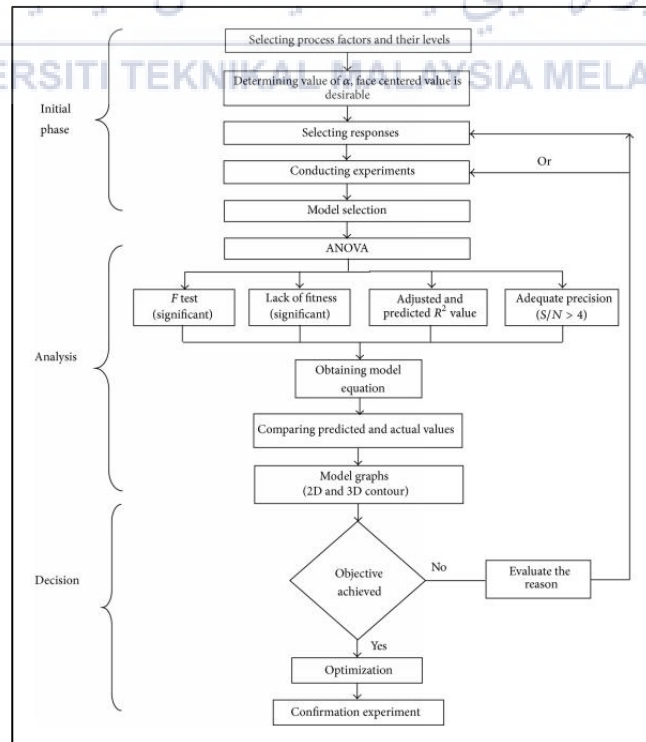 Selecting process factors and their levels
ERSITI TEKNIKAL MALAYSIA MELA
Determining value of α, face centered value is
desirable
Initial
phase
Selecting responses
Or
Conducting experiments
Model selection
ANOVA
F test
(significant)
Lack of fitness
(significant)
Adjusted and
predicted R² value
Adequate precision
(S/N > 4)
Analysis
Obtaining model
equation
Comparing predicted and actual values
Model graphs
(2D and 3D contour)
Decision
Objective
achieved
No
Evaluate the
reason
Yes
Optimization
Confirmation experiment